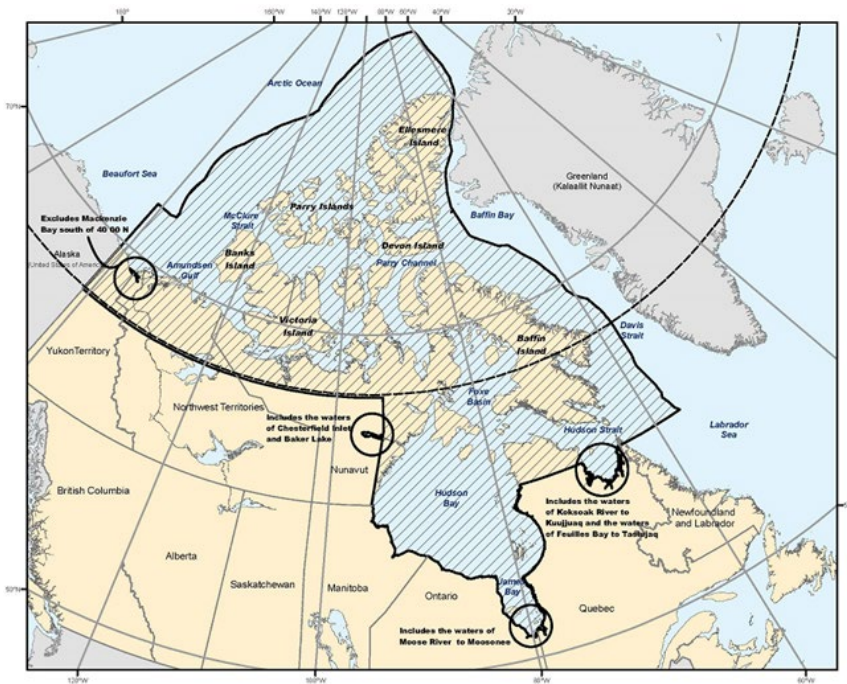 160°
160°W
140°W
120°W
80°W
60°W
40°W
20°W
Arctic Ocean
70°N
Ellesmere
Island
Beaufort Sea
Greenland
(Kalaallit Nunaat)
Parry Islands
McClure
Strait
Baffin Bay
Excludes Mackenzie
Bay south of 40 00 N
Devon Island
Alaska
(United States of America)
Banks
Island
Parry Channel
Amundsen
Gulf
Victoria
Island
Davis
Strait
Baffin
Island
Yukon Territory
Foxe
Basin
Northwest Territories
Includes the waters
of Chesterfield Inlet
and Baker Lake
Hudson Strait
Labrador
Sea
Nunavut
British Columbia
Hudson
Bay
Includes the waters
of Koksoak River to
Kuujjuaq and the waters
of Feuilles Bay to Tasiujaq
Newfoundland
and Labrador
Alberta
Saskatchewan
Manitoba
Ontario
James
Bay
Quebec
50°N
Includes the waters of
Moose River to Moosonee
120°W
80°W
60°W